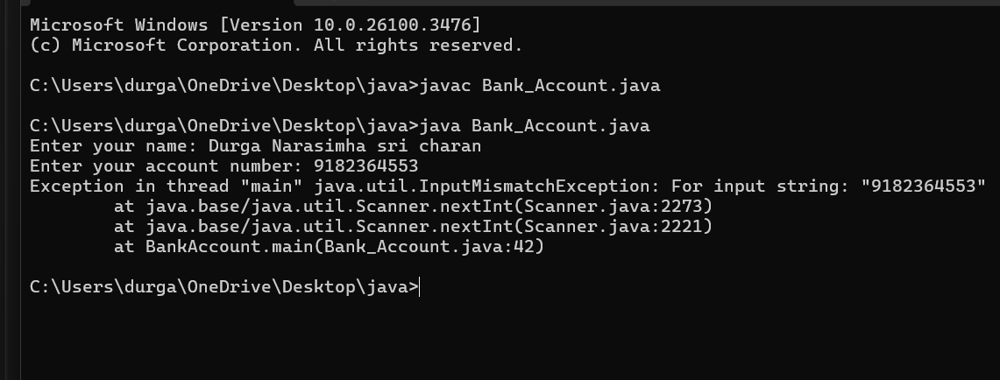 Microsoft Windows [Version 10.0.26100.3476]
(c) Microsoft Corporation. All rights reserved.
C:\Users\durga\OneDrive\Desktop\java>javac Bank_Account.java
C:\Users\durga\OneDrive\Desktop\java>java Bank_Account.java
Enter your name: Durga Narasimha sri charan
Enter your account number: 9182364553
Exception in thread "main" java.util.InputMismatchException: For input string: "9182364553"
at java.base/java.util.Scanner.nextInt(Scanner.java:2273)
at java.base/java.util.Scanner.nextInt(Scanner.java:2221)
at BankAccount.main(Bank_Account.java:42)
C:\Users\durga\OneDrive\Desktop\java>